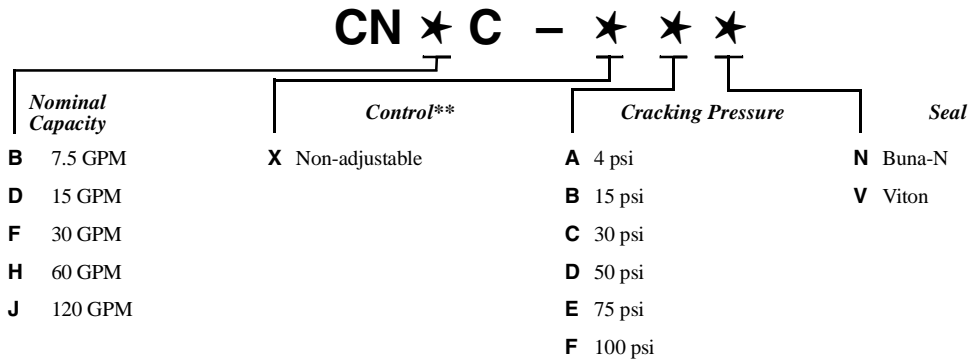 CN ★ C – ★ ★ ★
Nominal
Capacity
B 7.5 GPM
D 15 GPM
F 30 GPM
H 60 GPM
J 120 GPM
Control**
X Non-adjustable
Cracking Pressure
A 4 psi
B 15 psi
C 30 psi
D 50 psi
E 75 psi
F 100 psi
Seal
N Buna-N
V Viton